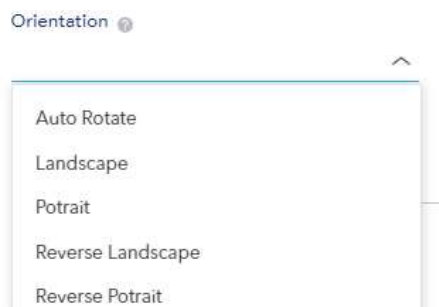 Orientation
Auto Rotate
Landscape
Potrait
Reverse Landscape
Reverse Potrait